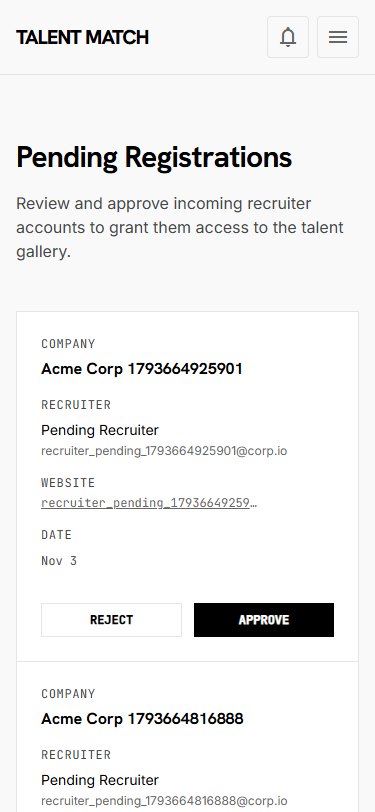 TALENT MATCH
Pending Registrations
Review and approve incoming recruiter
accounts to grant them access to the talent
gallery.
COMPANY
Acme Corp 1793664925901
RECRUITER
Pending Recruiter
recruiter_pending_1793664925901@corp.io
WEBSITE
recruiter_pending_17936649259…
DATE
Nov 3
REJECT
APPROVE
COMPANY
Acme Corp 1793664816888
RECRUITER
Pending Recruiter
recruiter_pending_1793664816888@corp.io